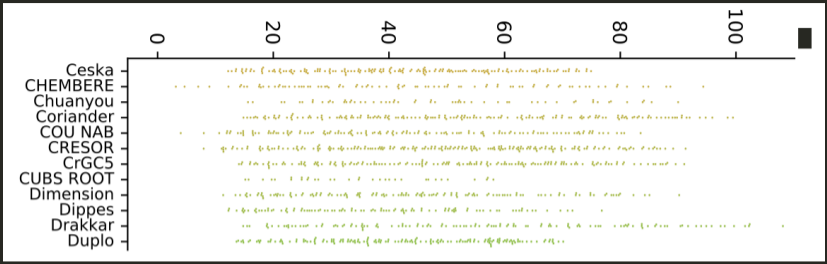 0 20 40 60 80 100
Ceska
CHEMBERE
Chuanyou
Coriander
COU NAB
CRESOR
CrGC5
CUBS ROOT
Dimension
Dippes
Drakkar
Duplo